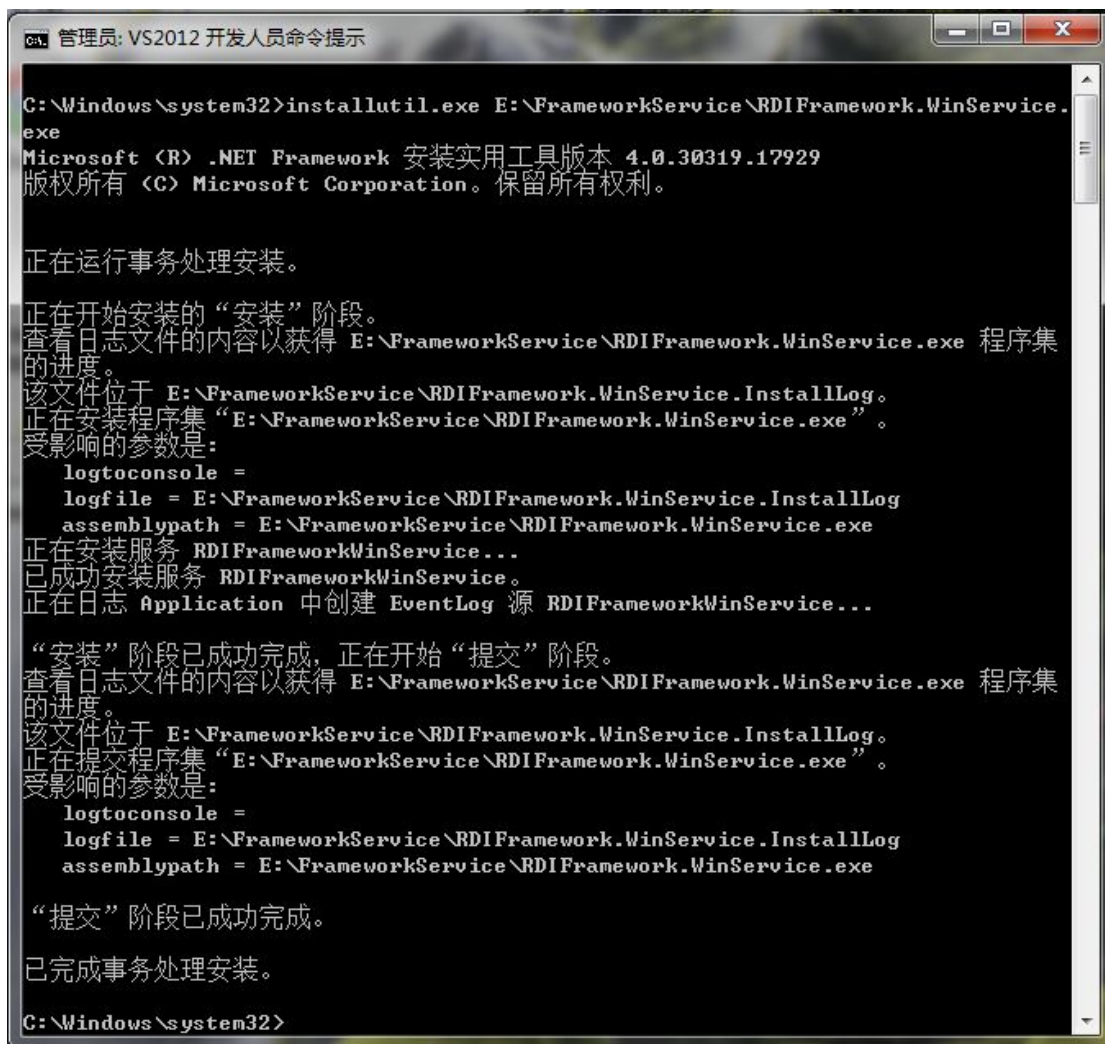 管理员: VS2012 开发人员命令提示
C:\Windows\system32>installutil.exe E:\FrameworkService\RDIFramework.WinService.
exe
Microsoft (R) .NET Framework 安装实用工具版本 4.0.30319.17929
版权所有 (C) Microsoft Corporation。保留所有权利。
正在运行事务处理安装。
正在开始安装的“安装”阶段。
查看日志文件的内容以获得 E:\FrameworkService\RDIFramework.WinService.exe 程序集
的进度。
该文件位于 E:\FrameworkService\RDIFramework.WinService.InstallLog。
正在安装程序集“E:\FrameworkService\RDIFramework.WinService.exe”。
受影响的参数是:
logtoconsole =
logfile = E:\FrameworkService\RDIFramework.WinService.InstallLog
assemblypath = E:\FrameworkService\RDIFramework.WinService.exe
正在安装服务 RDIFrameworkWinService...
已成功安装服务 RDIFrameworkWinService。
正在日志 Application 中创建 EventLog 源 RDIFrameworkWinService...
“安装”阶段已成功完成，正在开始“提交”阶段。
查看日志文件的内容以获得 E:\FrameworkService\RDIFramework.WinService.exe 程序集
的进度。
该文件位于 E:\FrameworkService\RDIFramework.WinService.InstallLog。
正在提交程序集“E:\FrameworkService\RDIFramework.WinService.exe”。
受影响的参数是:
logtoconsole =
logfile = E:\FrameworkService\RDIFramework.WinService.InstallLog
assemblypath = E:\FrameworkService\RDIFramework.WinService.exe
“提交”阶段已成功完成。
已完成事务处理安装。
C:\Windows\system32>